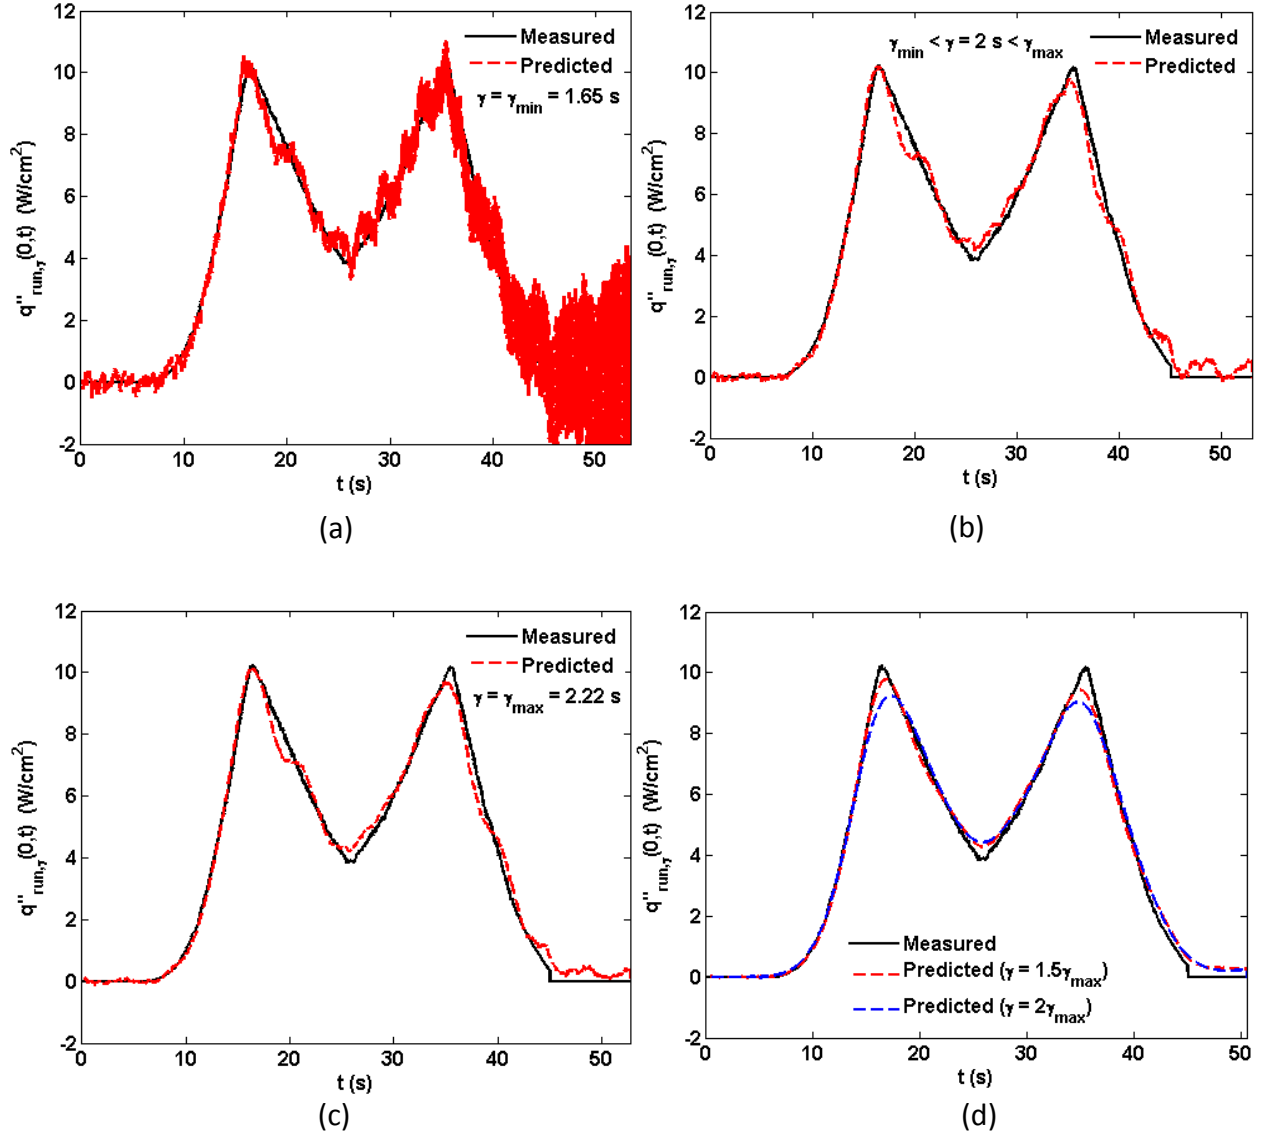 12
10
8
6
4
2
0
-2
q"run,γ(0,t) (W/cm2)
Measured
Predicted
γ = γmin = 1.65 s
0 10 20 30 40 50
t (s)
(a)
12
10
8
6
4
2
0
-2
q"run,γ(0,t) (W/cm2)
γmin < γ = 2 s < γmax
Measured
Predicted
0 10 20 30 40 50
t (s)
(b)
12
10
8
6
4
2
0
-2
q"run,γ(0,t) (W/cm2)
Measured
Predicted
γ = γmax = 2.22 s
0 10 20 30 40 50
t (s)
(c)
12
10
8
6
4
2
0
-2
q"run,γ(0,t) (W/cm2)
Measured
Predicted (γ = 1.5γmax)
Predicted (γ = 2γmax)
0 10 20 30 40 50
t (s)
(d)